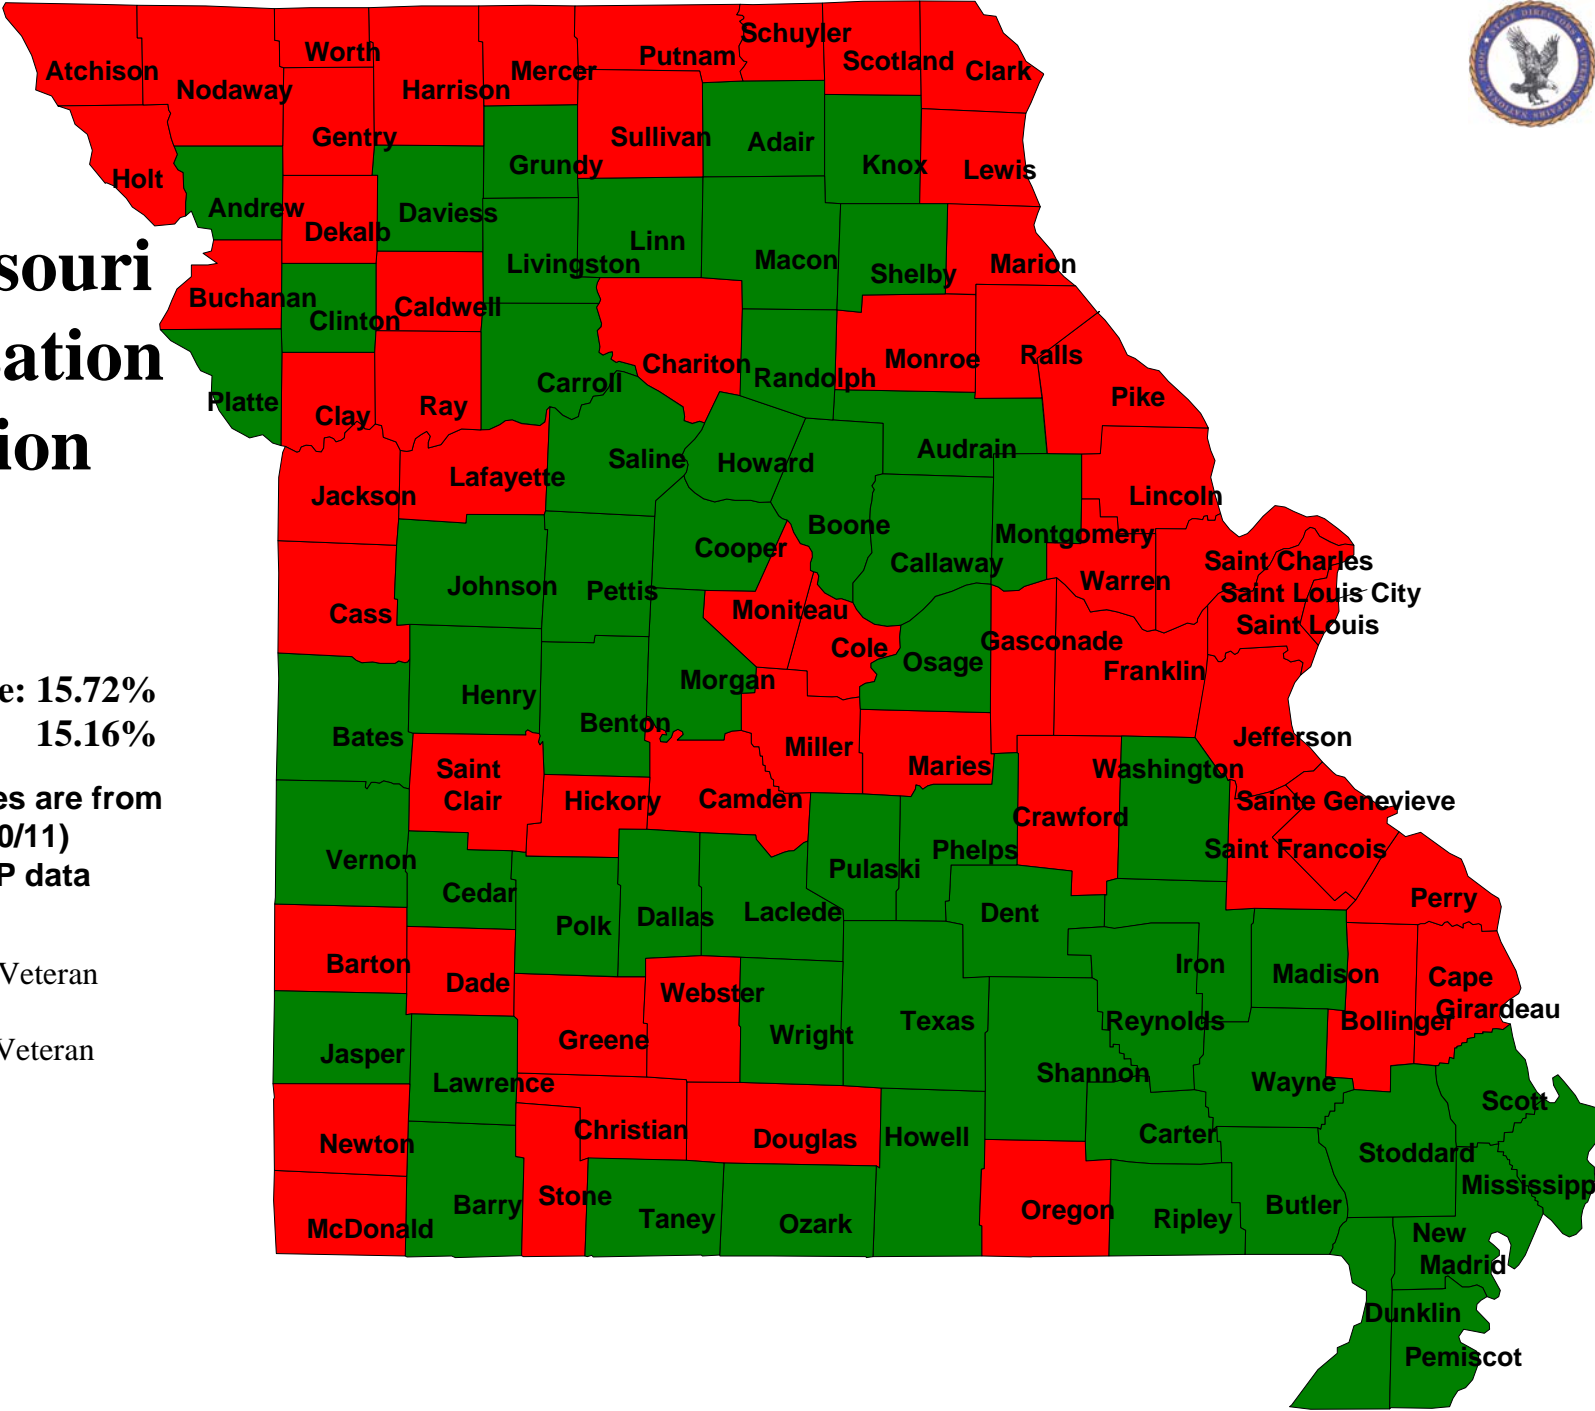 souri
ation
ion
e: 15.72%
15.16%
es are from
0/11)
P data
Veteran
Veteran
NATIONAL ASSOC. STATE DIRECTORS VETERAN AFFAIRS
Atchison
Nodaway
Worth
Harrison
Mercer
Putnam
Schuyler
Scotland
Clark
Gentry
Sullivan
Adair
Grundy
Knox
Lewis
Holt
Andrew
Dekalb
Daviess
Livingston
Linn
Macon
Shelby
Marion
Buchanan
Clinton
Caldwell
Chariton
Randolph
Monroe
Ralls
Pike
Platte
Clay
Ray
Carroll
Saline
Howard
Audrain
Lincoln
Jackson
Lafayette
Boone
Cooper
Callaway
Montgomery
Warren
Saint Charles
Saint Louis City
Saint Louis
Cass
Johnson
Pettis
Moniteau
Cole
Osage
Gasconade
Franklin
Henry
Morgan
Benton
Bates
Miller
Maries
Jefferson
Washington
Saint
Clair
Hickory
Camden
Crawford
Sainte Genevieve
Saint Francois
Vernon
Cedar
Polk
Dallas
Laclede
Pulaski
Phelps
Dent
Perry
Barton
Dade
Webster
Greene
Wright
Texas
Iron
Reynolds
Madison
Bollinger
Cape
Girardeau
Jasper
Lawrence
Shannon
Wayne
Scott
Newton
Christian
Douglas
Howell
Carter
Stoddard
Mississipp
McDonald
Barry
Stone
Taney
Ozark
Oregon
Ripley
Butler
New
Madrid
Dunklin
Pemiscot